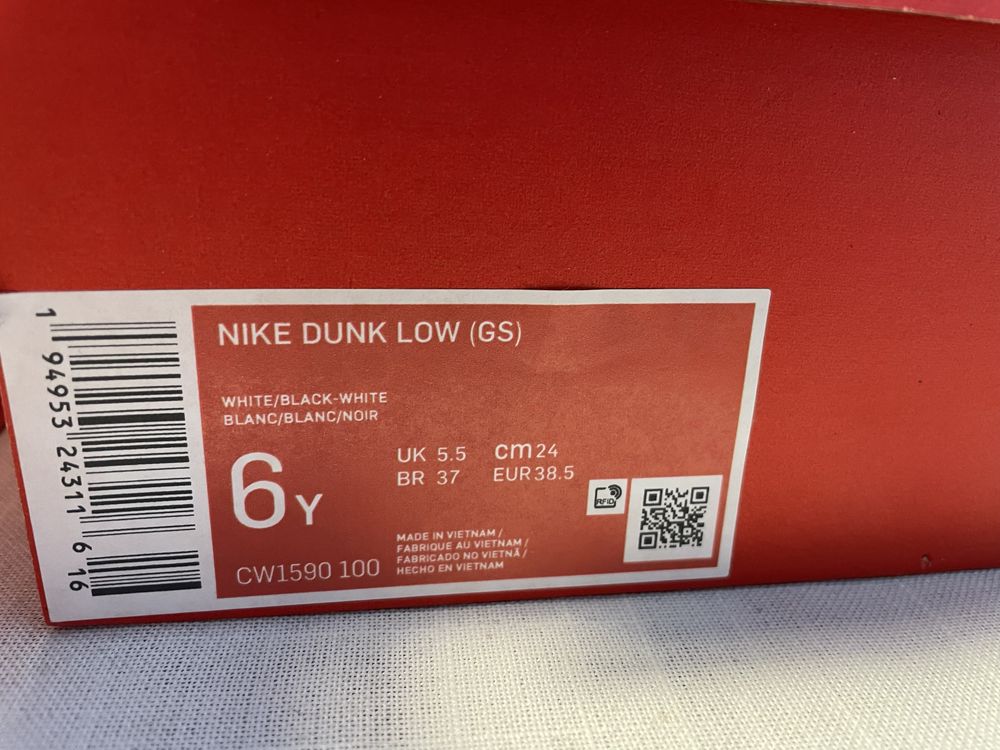 NIKE DUNK LOW (GS)
WHITE/BLACK-WHITE
BLANC/BLANC/NOIR
6Y
UK 5.5 cm 24
BR 37 EUR 38.5
RFID
MADE IN VIETNAM /
FABRIQUE AU VIETNAM /
FABRICADO NO VIETNÃ /
HECHO EN VIETNAM
CW1590 100
1 94953 24311 6 16